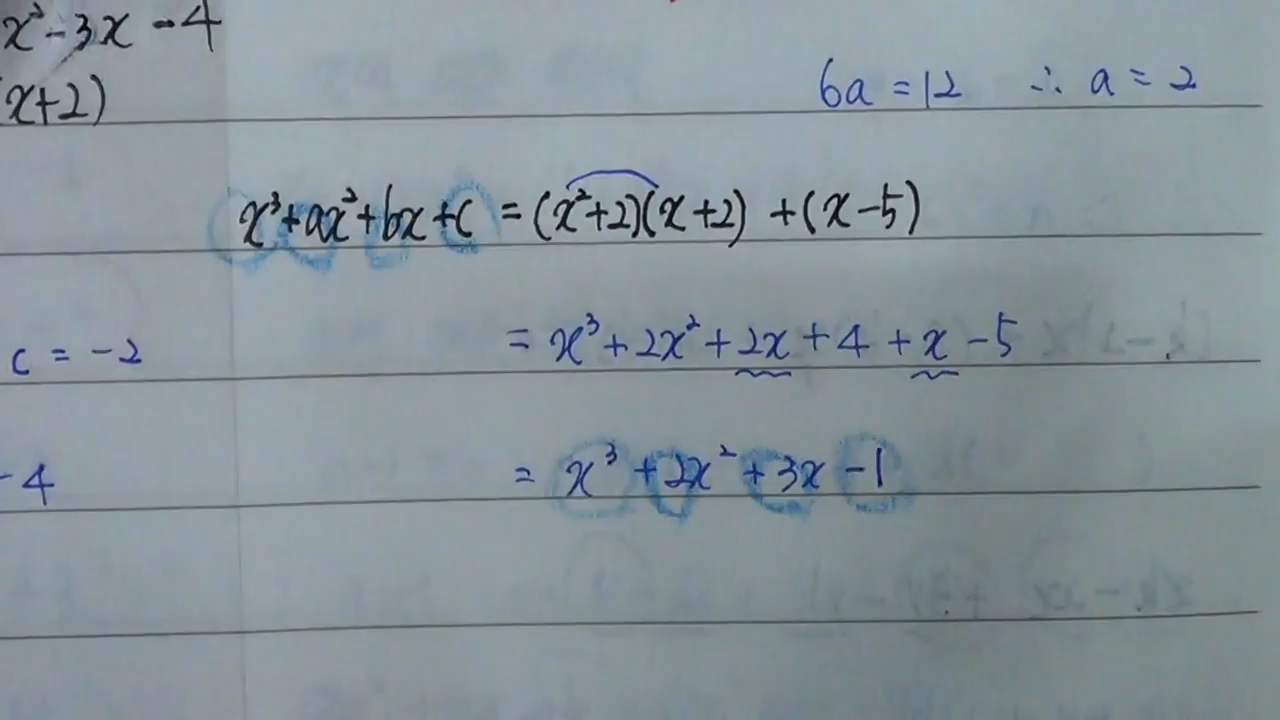 x²-3x-4
(x+2)
6a=12 ∴ a=2
x³+ax²+bx+c=(x²+2)(x+2)+(x-5)
c=-2
=x³+2x²+2x+4+x-5
-4
=x³+2x²+3x-1